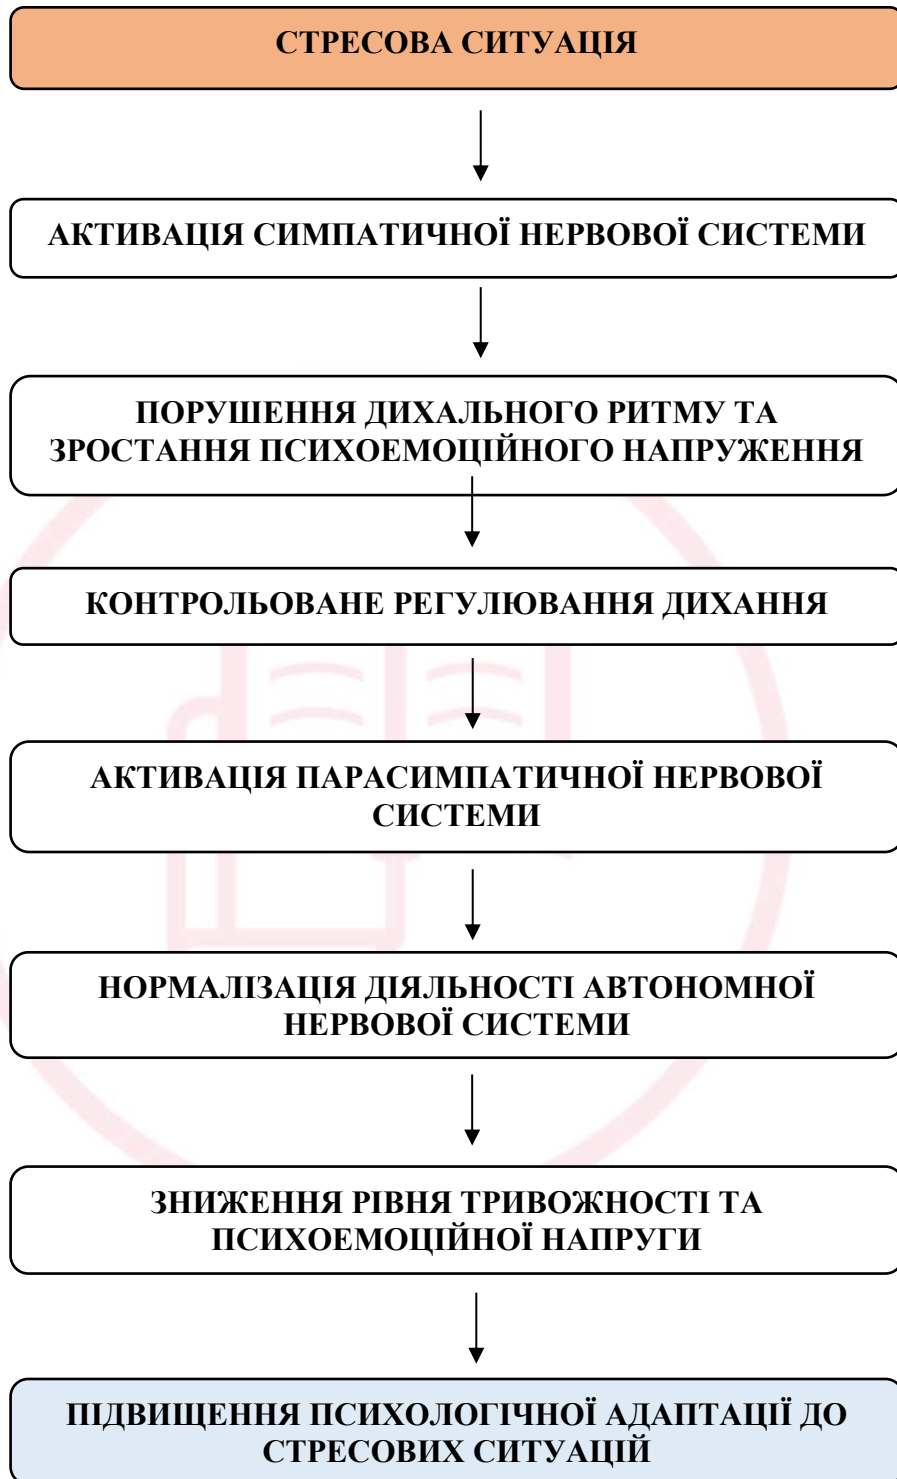 СТРЕСОВА СИТУАЦІЯ
АКТИВАЦІЯ СИМПАТИЧНОЇ НЕРВОВОЇ СИСТЕМИ
ПОРУШЕННЯ ДИХАЛЬНОГО РИТМУ ТА
ЗРОСТАННЯ ПСИХОЕМОЦІЙНОГО НАПРУЖЕННЯ
КОНТРОЛЬОВАНЕ РЕГУЛЮВАННЯ ДИХАННЯ
АКТИВАЦІЯ ПАРАСИМПАТИЧНОЇ НЕРВОВОЇ
СИСТЕМИ
НОРМАЛІЗАЦІЯ ДІЯЛЬНОСТІ АВТОНОМНОЇ
НЕРВОВОЇ СИСТЕМИ
ЗНИЖЕННЯ РІВНЯ ТРИВОЖНОСТІ ТА
ПСИХОЕМОЦІЙНОЇ НАПРУГИ
ПІДВИЩЕННЯ ПСИХОЛОГІЧНОЇ АДАПТАЦІЇ ДО
СТРЕСОВИХ СИТУАЦІЙ